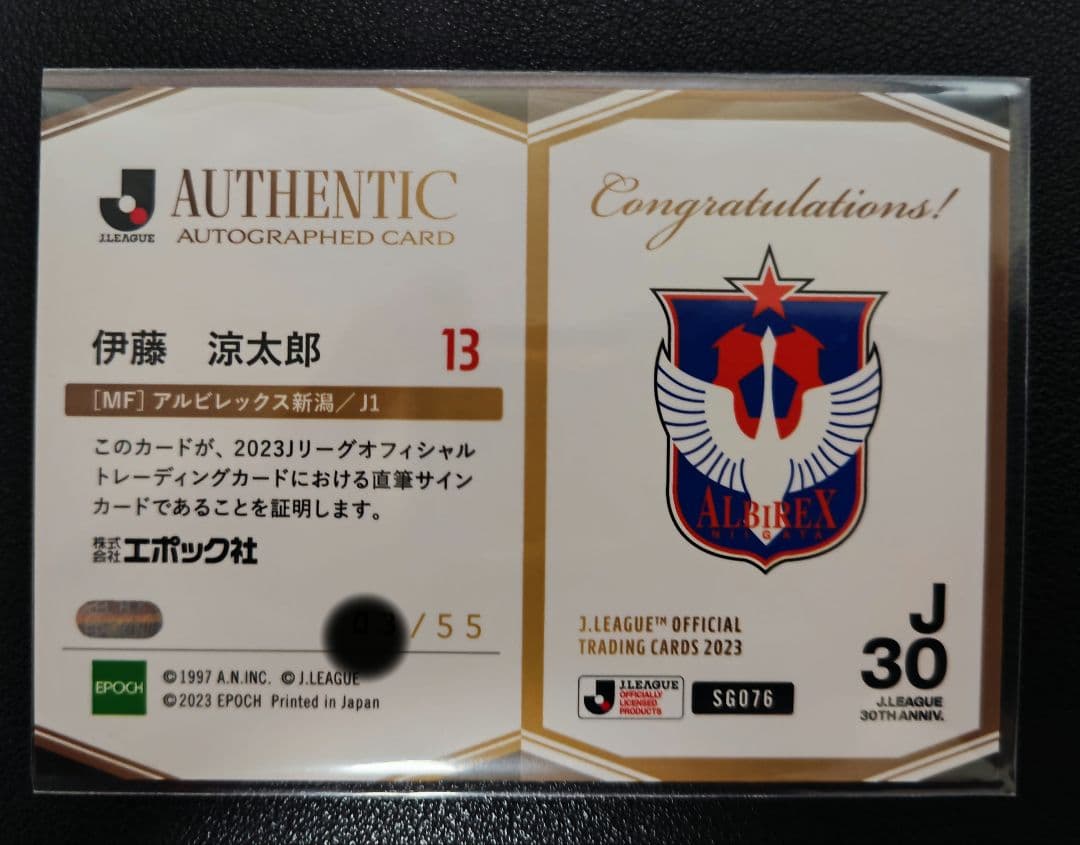 J.LEAGUE
AUTHENTIC
AUTOGRAPHED CARD
伊藤 涼太郎 13
[MF] アルビレックス新潟/J1
このカードが、2023Jリーグオフィシャル
トレーディングカードにおける直筆サイン
カードであることを証明します。
株式会社エポック社
/55
EPOCH
©1997 A.N.INC. ©J.LEAGUE
©2023 EPOCH Printed in Japan
Congratulations!
ALBIREX
NIIGATA
J.LEAGUE™ OFFICIAL
TRADING CARDS 2023
J.LEAGUE
OFFICIALLY
LICENSED
PRODUCTS
SG076
J
30
J.LEAGUE
30TH ANNIV.